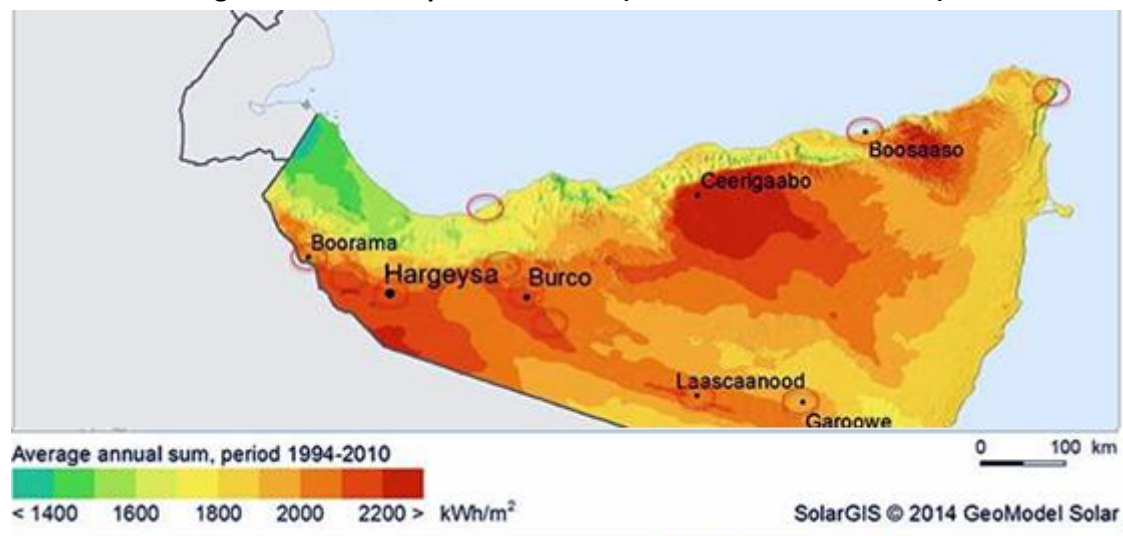 Boosaaso
Ceerigaabo
Boorama
Hargeysa
Burco
Laascaanood
Garoowe
Average annual sum, period 1994-2010
0 100 km
< 1400 1600 1800 2000 2200 > kWh/m²
SolarGIS © 2014 GeoModel Solar